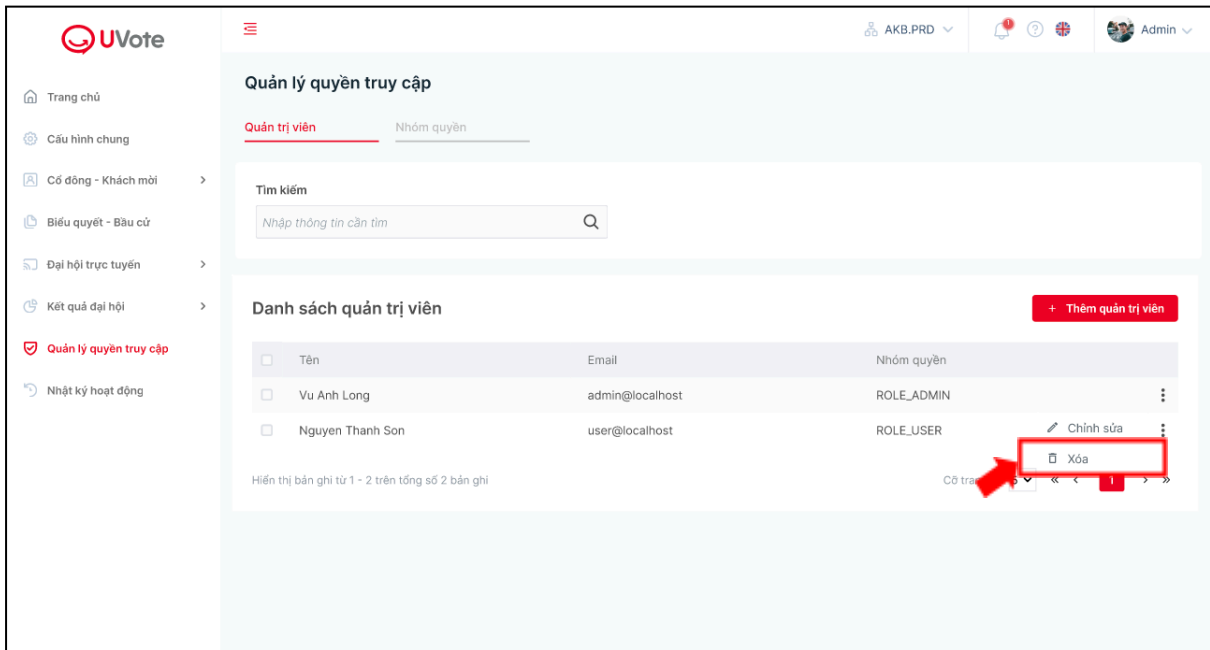 UVote
AKB.PRD
1
Admin
Quản lý quyền truy cập
Trang chủ
Quản trị viên
Nhóm quyền
Cấu hình chung
Cổ đông - Khách mời
Tìm kiếm
Biểu quyết - Bầu cử
Nhập thông tin cần tìm
Đại hội trực tuyến
Kết quả đại hội
Danh sách quản trị viên
+ Thêm quản trị viên
Quản lý quyền truy cập
Tên Email Nhóm quyền
Nhật ký hoạt động
Vu Anh Long admin@localhost ROLE_ADMIN
Nguyen Thanh Son user@localhost ROLE_USER
Chỉnh sửa
Xóa
Hiển thị bản ghi từ 1 - 2 trên tổng số 2 bản ghi
Cỡ
« ‹ 1 › »